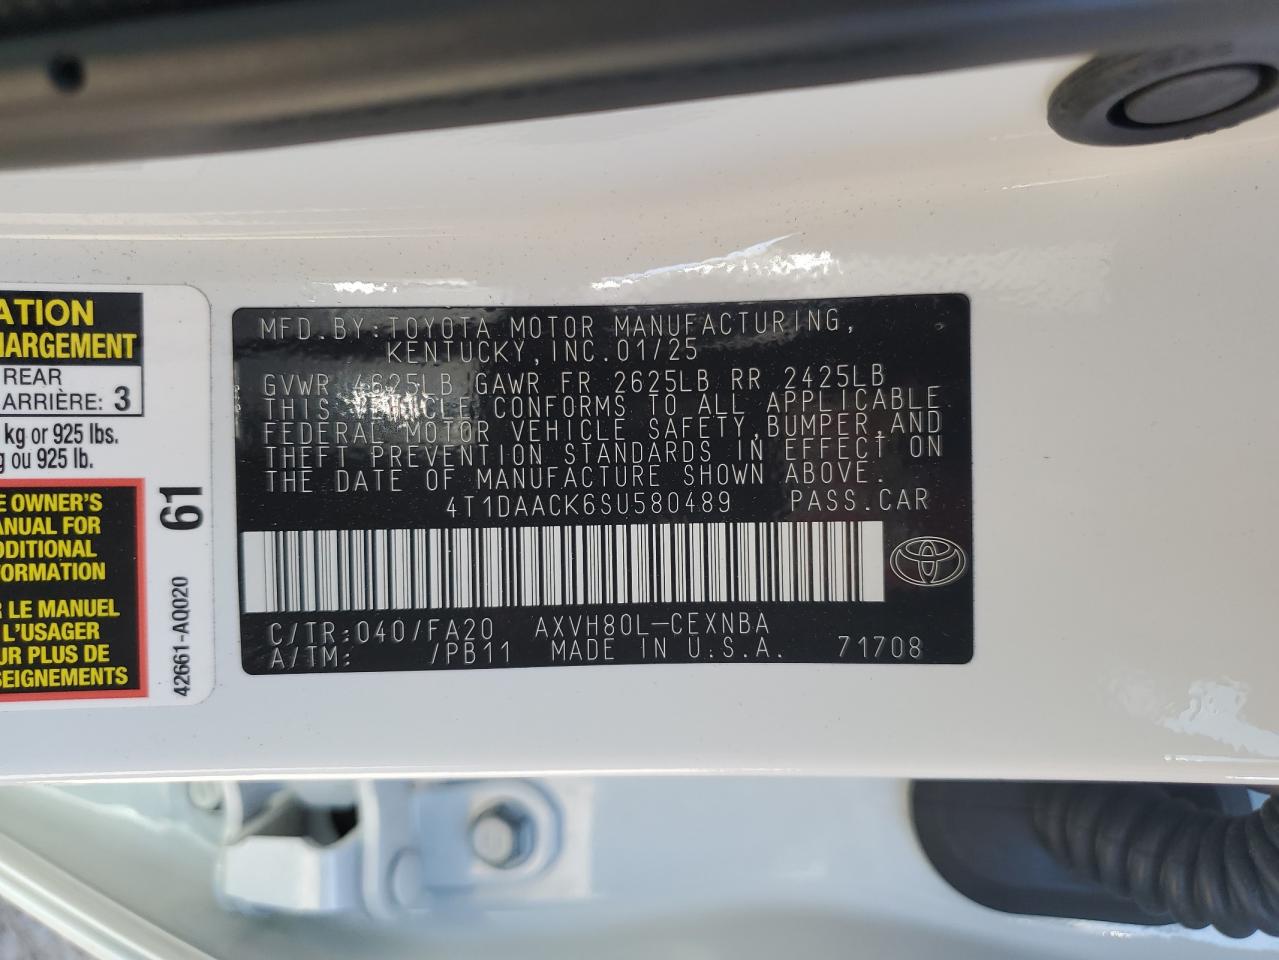 ATION
HARGEMENT
REAR
ARRIÈRE: 3
kg or 925 lbs.
g ou 925 lb.
E OWNER'S
ANUAL FOR
DDITIONAL
FORMATION
R LE MANUEL
L'USAGER
UR PLUS DE
SEIGNEMENTS
61
42661-AQ020
MFD.BY:TOYOTA MOTOR MANUFACTURING,
KENTUCKY,INC.01/25
GVWR 4625LB GAWR FR 2625LB RR 2425LB
THIS VEHICLE CONFORMS TO ALL APPLICABLE
FEDERAL MOTOR VEHICLE SAFETY,BUMPER,AND
THEFT PREVENTION STANDARDS IN EFFECT ON
THE DATE OF MANUFACTURE SHOWN ABOVE.
4T1DAACK6SU580489 PASS.CAR
C/TR:040/FA20 AXVH80L-CEXNBA
A/TM: /PB11 MADE IN U.S.A. 71708